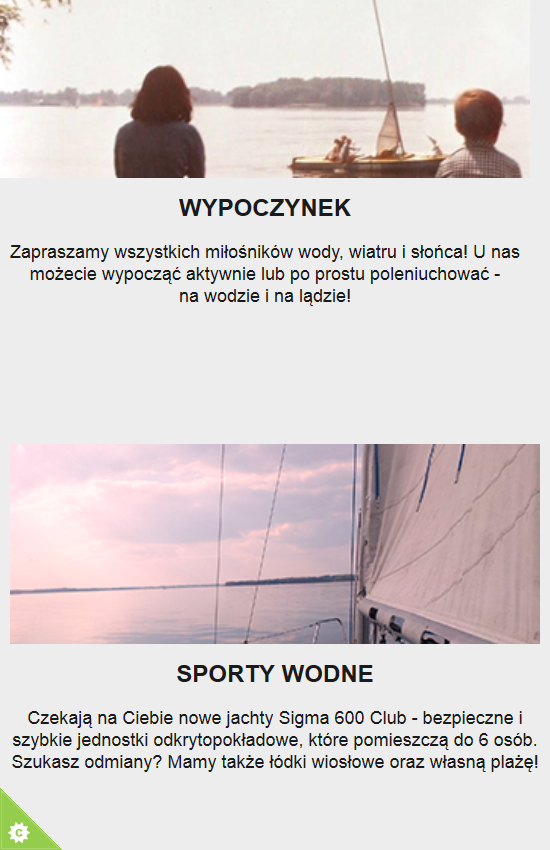 WYPOCZYNEK
Zapraszamy wszystkich miłośników wody, wiatru i słońca! U nas
możecie wypocząć aktywnie lub po prostu poleniuchować -
na wodzie i na lądzie!
SPORTY WODNE
Czekają na Ciebie nowe jachty Sigma 600 Club - bezpieczne i
szybkie jednostki odkrytopokładowe, które pomieszczą do 6 osób.
Szukasz odmiany? Mamy także łódki wiosłowe oraz własną plażę!
C